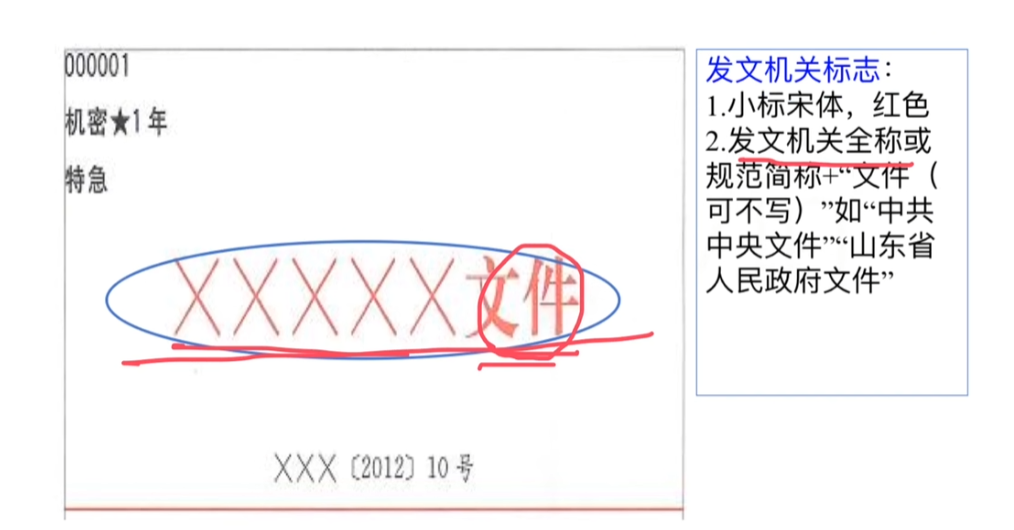 000001
机密★1年
特急
XXXXX文件
XXX〔2012〕10号
发文机关标志：
1.小标宋体，红色
2.发文机关全称或
规范简称+“文件（
可不写）”如“中共
中央文件”“山东省
人民政府文件”